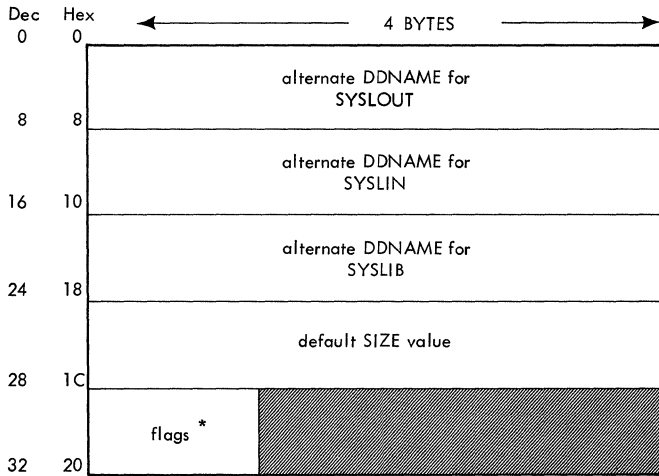 Dec Hex 4 BYTES
0 0
alternate DDNAME for
SYSLOUT
8 8
alternate DDNAME for
SYSLIN
16 10
alternate DDNAME for
SYSLIB
24 18
default SIZE value
28 1C
flags *
32 20